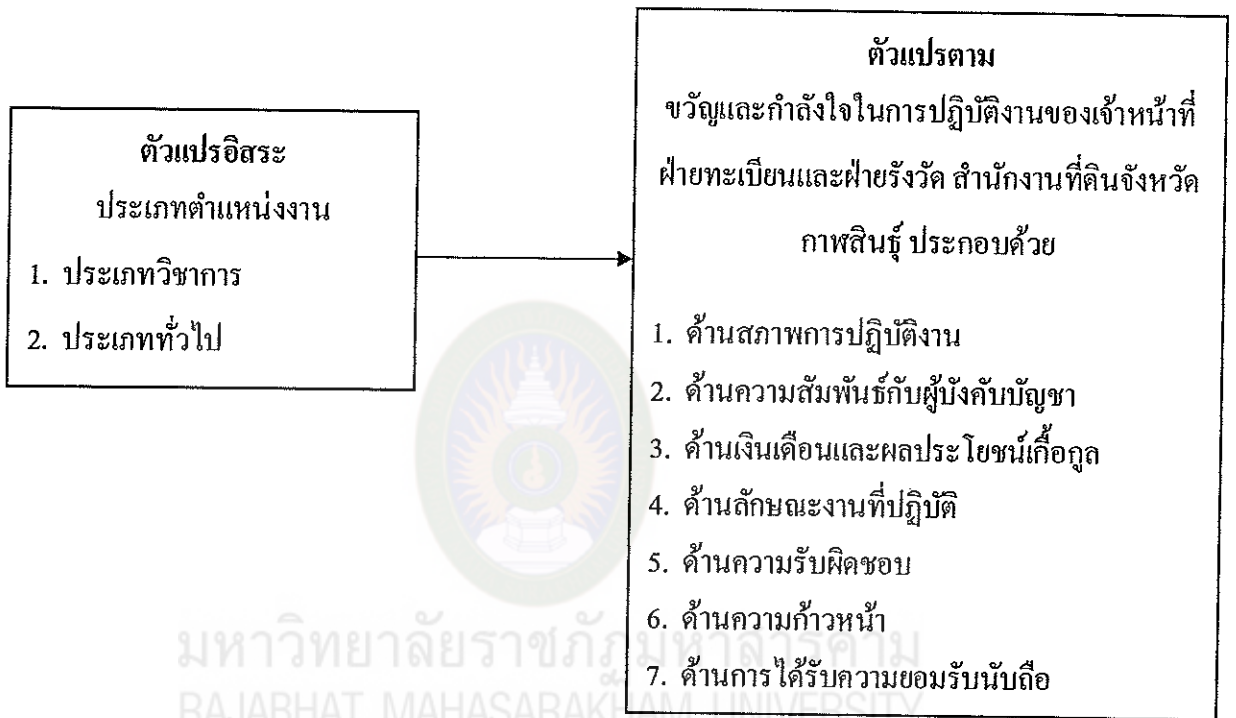 ตัวแปรอิสระ
ประเภทตำแหน่งงาน
1. ประเภทวิชาการ
2. ประเภททั่วไป
ตัวแปรตาม
ขวัญและกำลังใจในการปฏิบัติงานของเจ้าหน้าที่
ฝ่ายทะเบียนและฝ่ายรังวัด สำนักงานที่ดินจังหวัด
กาฬสินธุ์ ประกอบด้วย
1. ด้านสภาพการปฏิบัติงาน
2. ด้านความสัมพันธ์กับผู้บังคับบัญชา
3. ด้านเงินเดือนและผลประโยชน์เกื้อกูล
4. ด้านลักษณะงานที่ปฏิบัติ
5. ด้านความรับผิดชอบ
6. ด้านความก้าวหน้า
7. ด้านการได้รับความยอมรับนับถือ
มหาวิทยาลัยราชภัฏมหาสารคาม
RAJABHAT MAHASARAKHAM UNIVERSITY